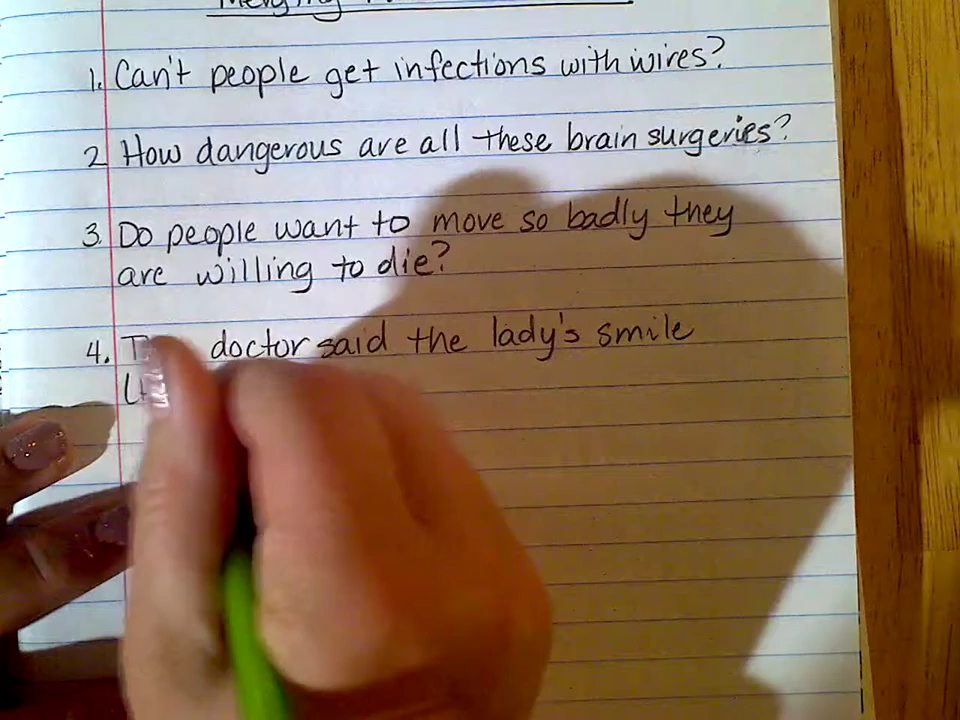 Merging
1. Can't people get infections with wires?
2 How dangerous are all these brain surgeries?
3. Do people want to move so badly they
are willing to die?
4. doctor said the lady's smile